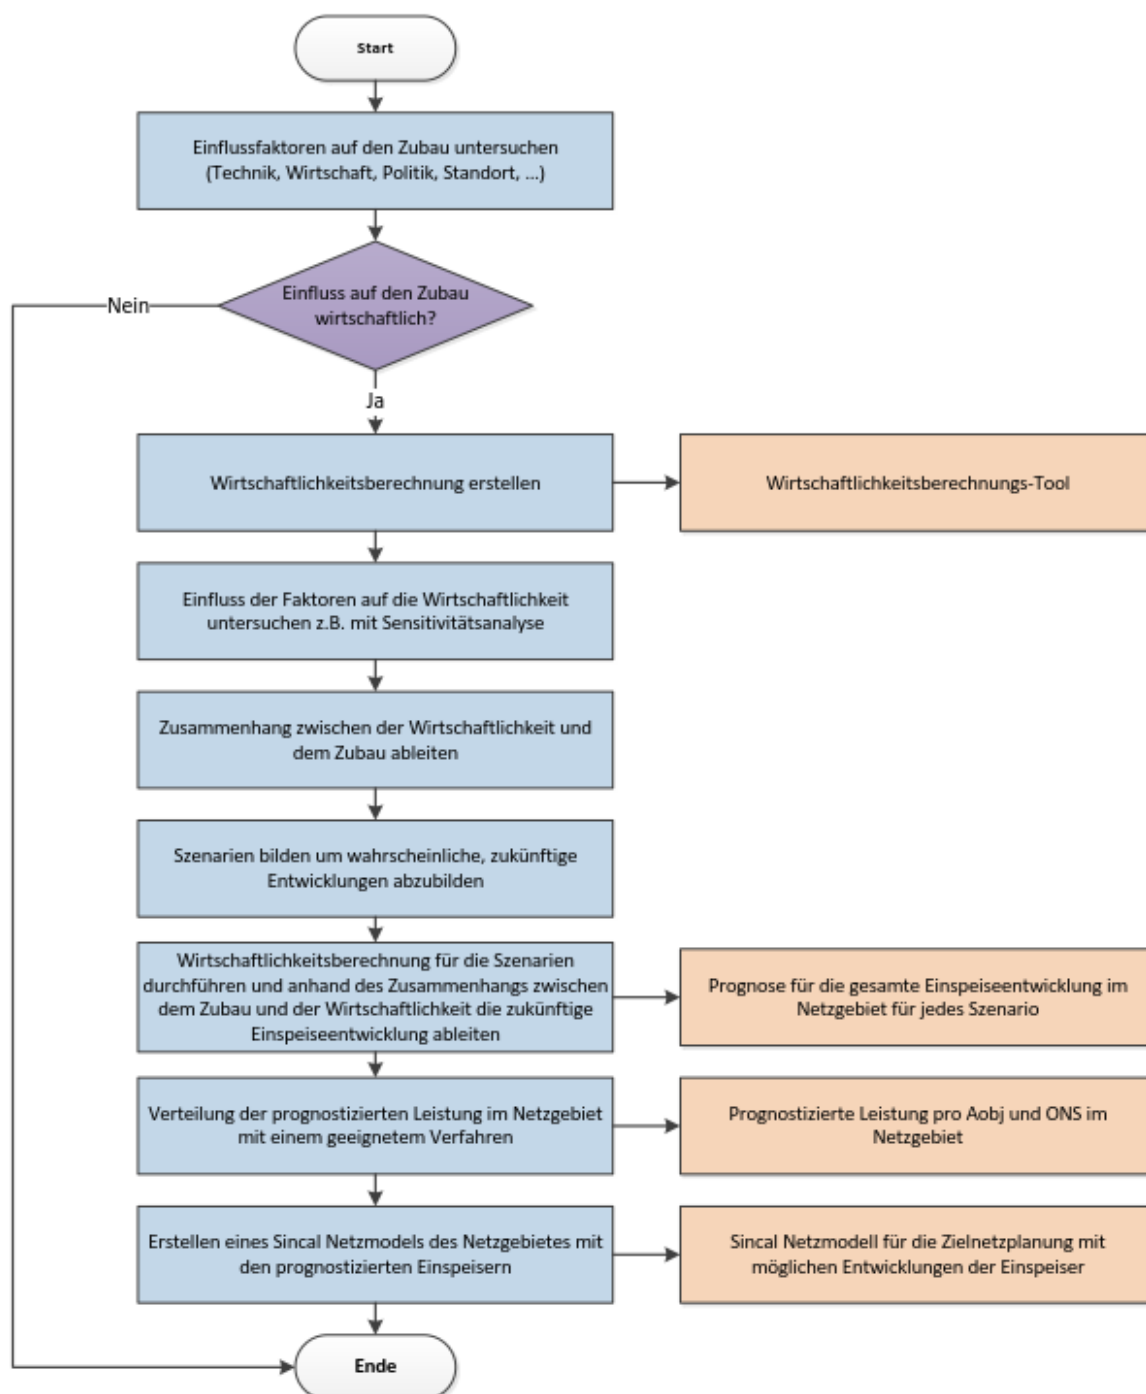 Start
Einflussfaktoren auf den Zubau untersuchen
(Technik, Wirtschaft, Politik, Standort, ...)
Einfluss auf den Zubau
wirtschaftlich?
Nein
Ja
Wirtschaftlichkeitsberechnung erstellen
Wirtschaftlichkeitsberechnungs-Tool
Einfluss der Faktoren auf die Wirtschaftlichkeit
untersuchen z.B. mit Sensitivitätsanalyse
Zusammenhang zwischen der Wirtschaftlichkeit und
dem Zubau ableiten
Szenarien bilden um wahrscheinliche, zukünftige
Entwicklungen abzubilden
Wirtschaftlichkeitsberechnung für die Szenarien
durchführen und anhand des Zusammenhangs zwischen
dem Zubau und der Wirtschaftlichkeit die zukünftige
Einspeiseentwicklung ableiten
Prognose für die gesamte Einspeiseentwicklung im
Netzgebiet für jedes Szenario
Verteilung der prognostizierten Leistung im Netzgebiet
mit einem geeignetem Verfahren
Prognostizierte Leistung pro Aobj und ONS im
Netzgebiet
Erstellen eines Sincal Netzmodels des Netzgebietes mit
den prognostizierten Einspeisern
Sincal Netzmodell für die Zielnetzplanung mit
möglichen Entwicklungen der Einspeiser
Ende